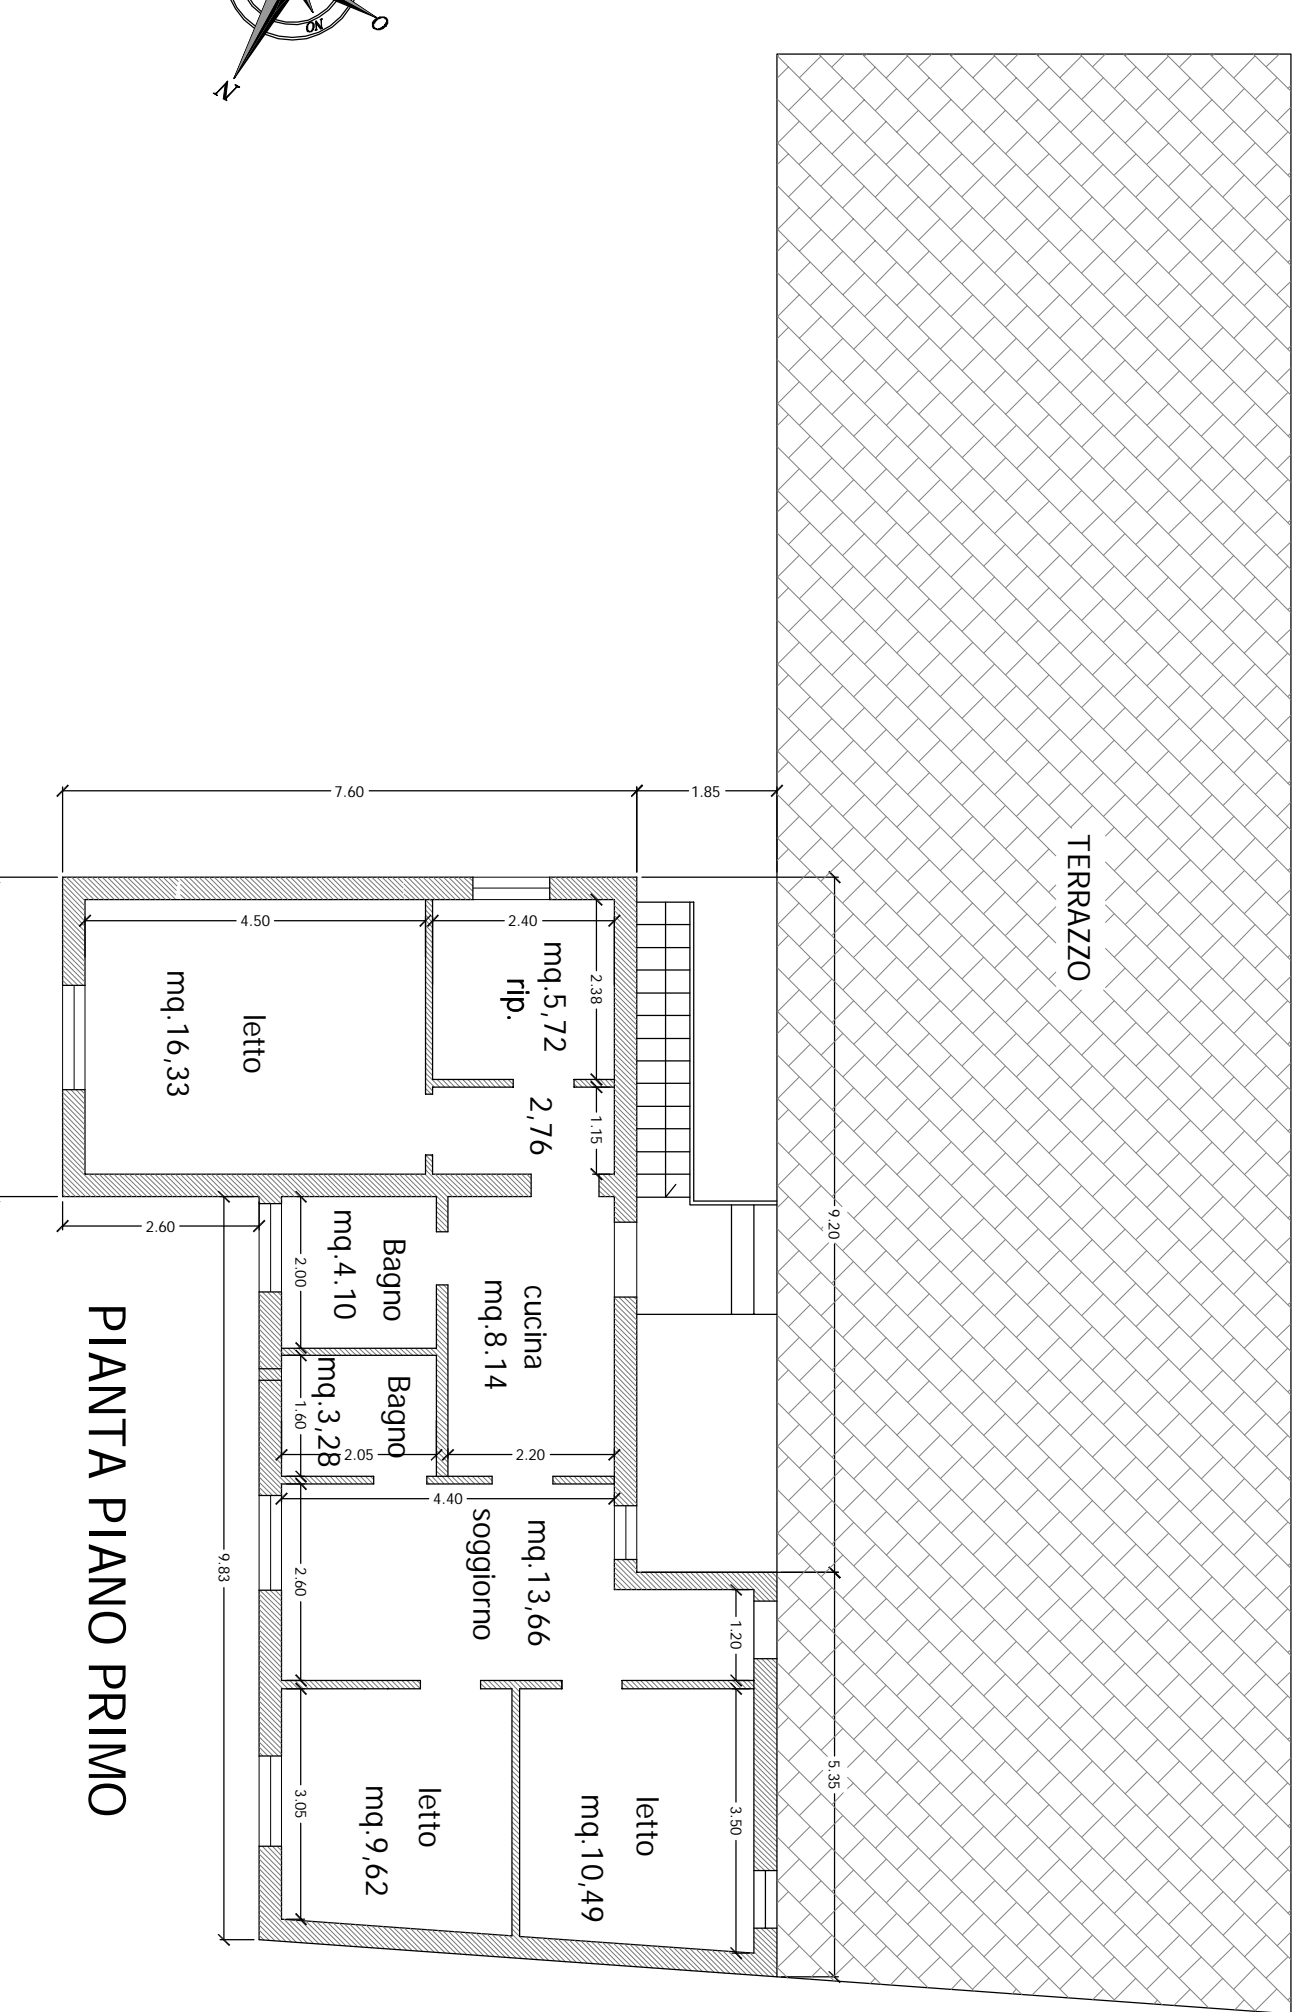 O
NO
N
TERRAZZO
7.60
1.85
4.50
2.40
2.38
mq.5,72
rip.
letto
mq.16,33
2,76
1.15
9.20
2.60
2.00
Bagno
mq.4.10
cucina
mq.8.14
Bagno
mq.3,28
1.60
2.05
2.20
4.40
mq.13,66
soggiorno
2.60
1.20
9.83
5.35
3.50
3.05
letto
mq.10,49
letto
mq.9,62
PIANTA PIANO PRIMO